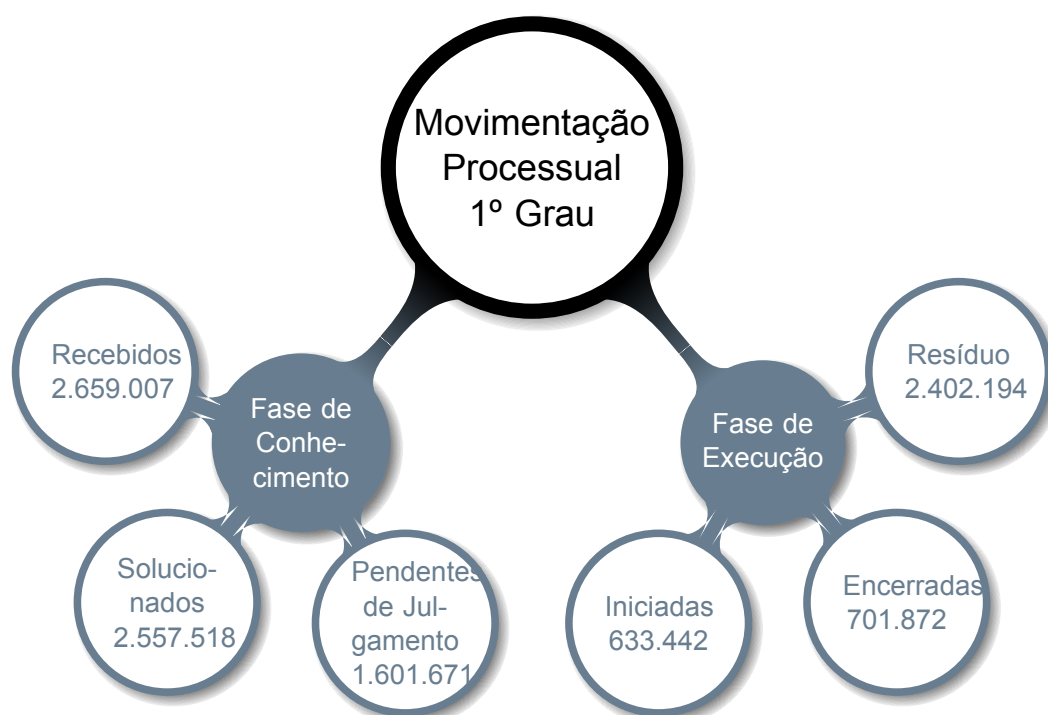 Movimentação
Processual
1º Grau
Recebidos
2.659.007
Fase de
Conhe-
cimento
Solucio-
nados
2.557.518
Pendentes
de Jul-
gamento
1.601.671
Fase de
Execução
Resíduo
2.402.194
Iniciadas
633.442
Encerradas
701.872